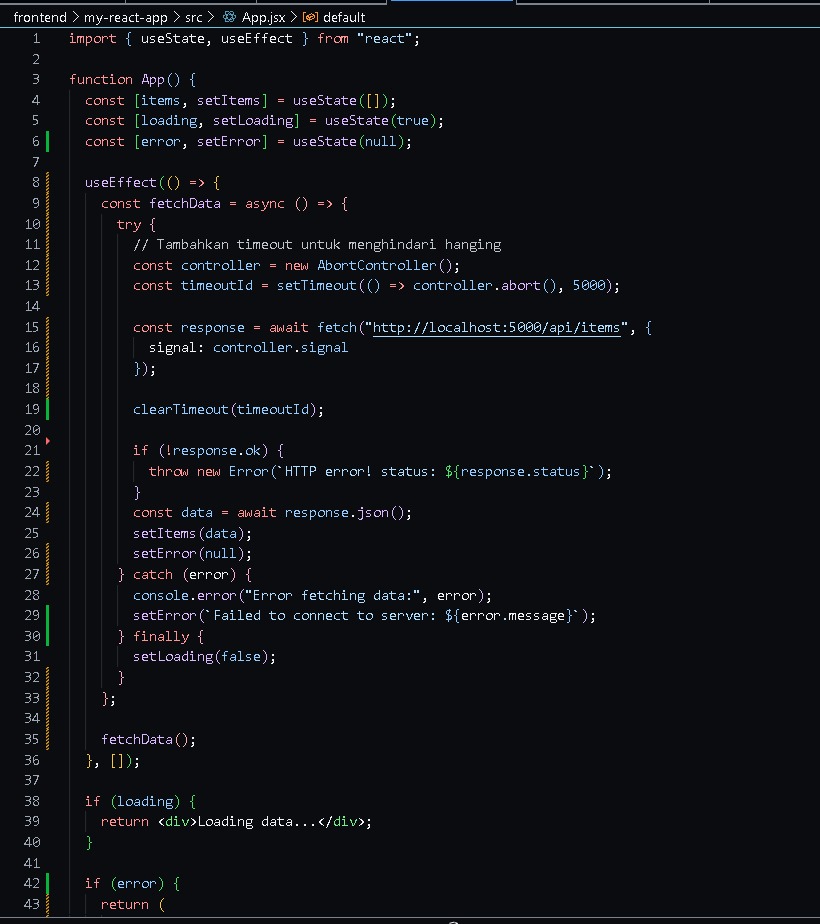 frontend > my-react-app > src > App.jsx > default
1 import { useState, useEffect } from "react";
2
3 function App() {
4 const [items, setItems] = useState([]);
5 const [loading, setLoading] = useState(true);
6 const [error, setError] = useState(null);
7
8 useEffect(() => {
9 const fetchData = async () => {
10 try {
11 // Tambahkan timeout untuk menghindari hanging
12 const controller = new AbortController();
13 const timeoutId = setTimeout(() => controller.abort(), 5000);
14
15 const response = await fetch("http://localhost:5000/api/items", {
16 signal: controller.signal
17 });
18
19 clearTimeout(timeoutId);
20
21 if (!response.ok) {
22 throw new Error(`HTTP error! status: ${response.status}`);
23 }
24 const data = await response.json();
25 setItems(data);
26 setError(null);
27 } catch (error) {
28 console.error("Error fetching data:", error);
29 setError(`Failed to connect to server: ${error.message}`);
30 } finally {
31 setLoading(false);
32 }
33 };
34
35 fetchData();
36 }, []);
37
38 if (loading) {
39 return <div>Loading data...</div>;
40 }
41
42 if (error) {
43 return (